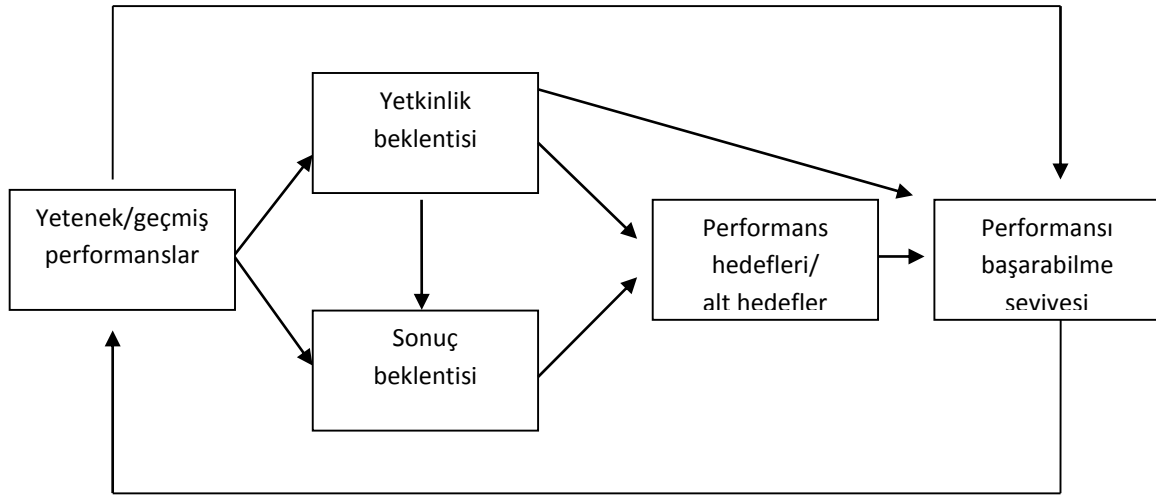 Yetkinlik
beklentisi
Yetenek/geçmiş
performanslar
Sonuç
beklentisi
Performans
hedefleri/
alt hedefler
Performansı
başarabilme
seviyesi